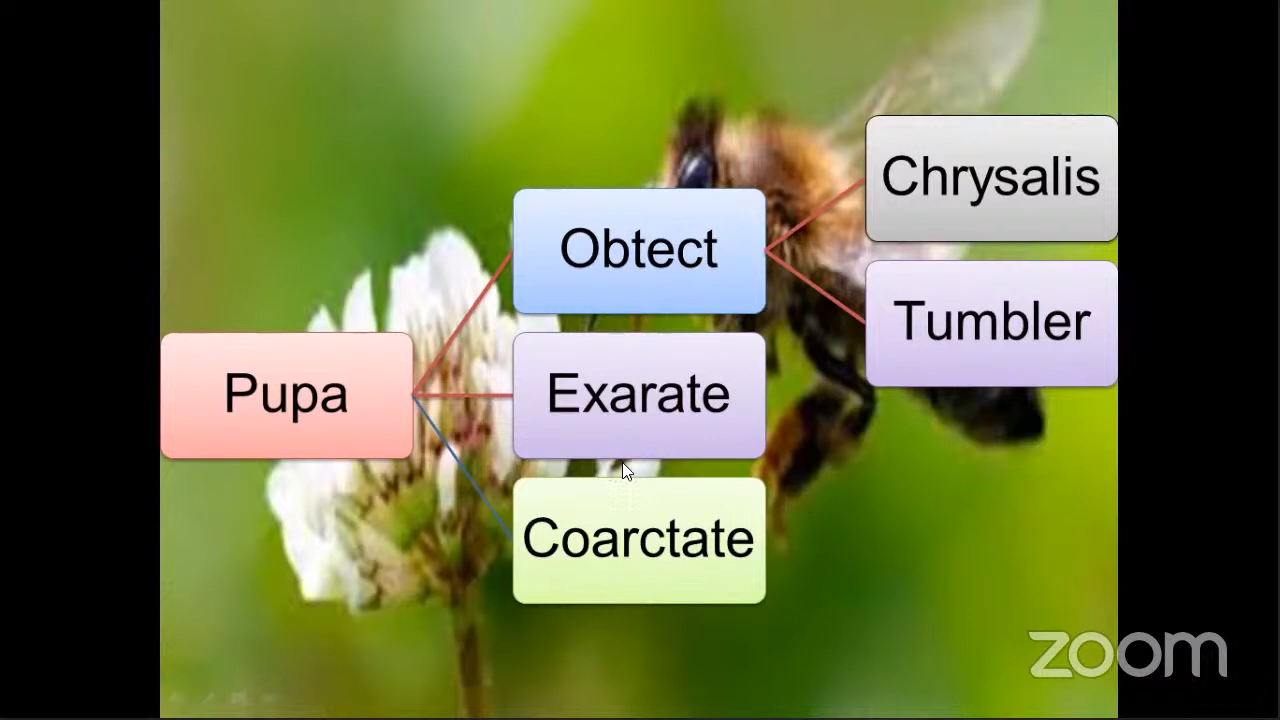 Pupa
Obtect
Exarate
Coarctate
Chrysalis
Tumbler
zoom